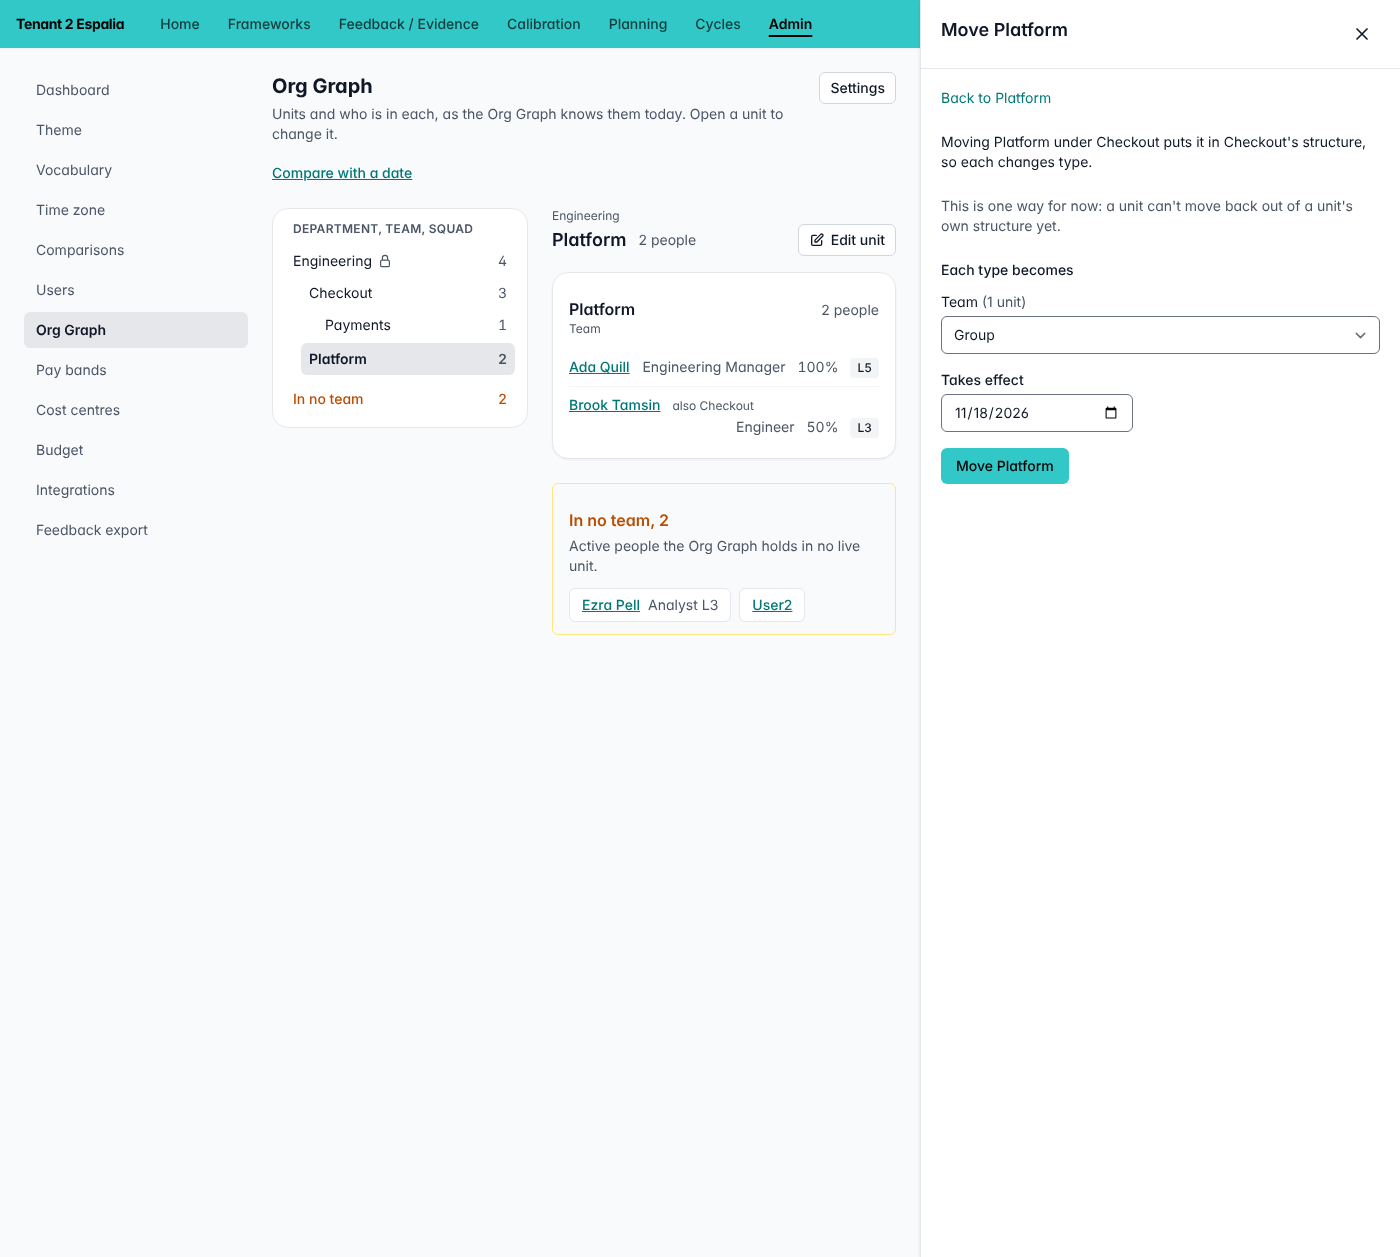 Tenant 2 Espalia
Home
Frameworks
Feedback / Evidence
Calibration
Planning
Cycles
Admin
Dashboard
Theme
Vocabulary
Time zone
Comparisons
Users
Org Graph
Pay bands
Cost centres
Budget
Integrations
Feedback export
Org Graph
Settings
Units and who is in each, as the Org Graph knows them today. Open a unit to
change it.
Compare with a date
DEPARTMENT, TEAM, SQUAD
Engineering 4
Checkout 3
Payments 1
Platform 2
In no team 2
Engineering
Platform 2 people
Edit unit
Platform 2 people
Team
Ada Quill Engineering Manager 100% L5
Brook Tamsin also Checkout
Engineer 50% L3
In no team, 2
Active people the Org Graph holds in no live
unit.
Ezra Pell Analyst L3
User2
Move Platform
Back to Platform
Moving Platform under Checkout puts it in Checkout's structure,
so each changes type.
This is one way for now: a unit can't move back out of a unit's
own structure yet.
Each type becomes
Team (1 unit)
Group
Takes effect
11/18/2026
Move Platform